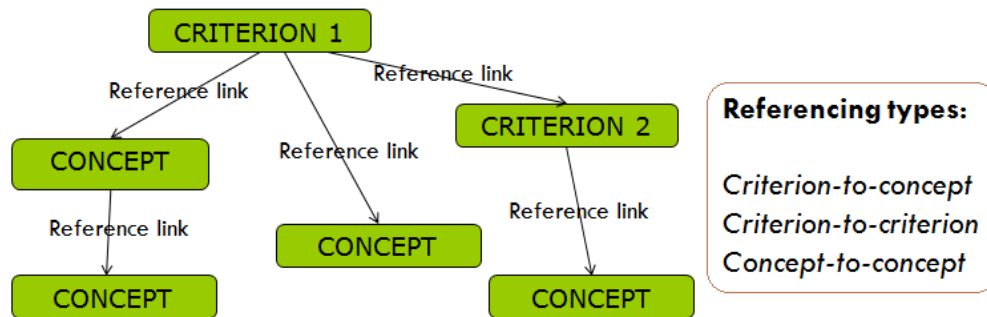 CRITERION 1
Reference link
Reference link
CRITERION 2
CONCEPT
Reference link
Reference link
Reference link
CONCEPT
CONCEPT
CONCEPT
Referencing types:
Criterion-to-concept
Criterion-to-criterion
Concept-to-concept